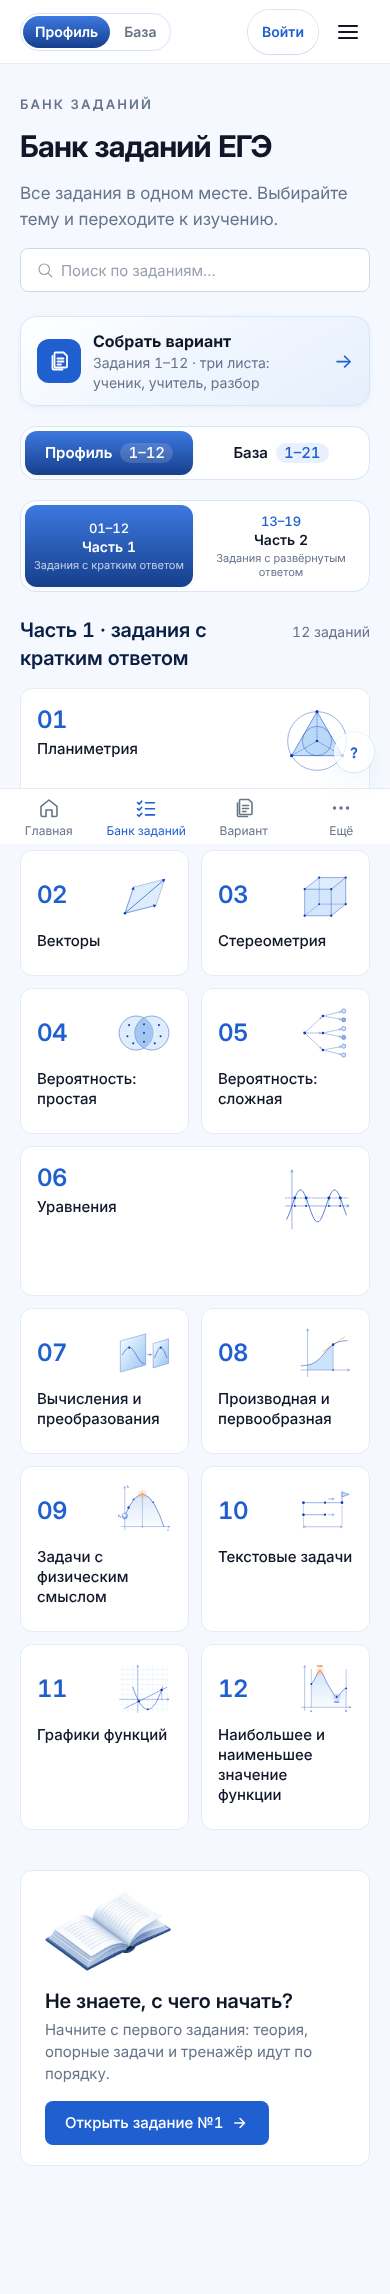 Профиль База Войти
БАНК ЗАДАНИЙ
Банк заданий ЕГЭ
Все задания в одном месте. Выбирайте
тему и переходите к изучению.
Поиск по заданиям...
Собрать вариант
Задания 1–12 · три листа:
ученик, учитель, разбор
Профиль 1–12 База 1–21
01–12
Часть 1
Задания с кратким ответом
13–19
Часть 2
Задания с развёрнутым
ответом
Часть 1 · задания с
кратким ответом
12 заданий
01
Планиметрия
?
Главная Банк заданий Вариант Ещё
02
Векторы
03
Стереометрия
04
Вероятность:
простая
05
Вероятность:
сложная
06
Уравнения
07
Вычисления и
преобразования
08
Производная и
первообразная
09
Задачи с
физическим
смыслом
10
Текстовые задачи
11
Графики функций
12
Наибольшее и
наименьшее
значение
функции
Не знаете, с чего начать?
Начните с первого задания: теория,
опорные задачи и тренажёр идут по
порядку.
Открыть задание №1 →